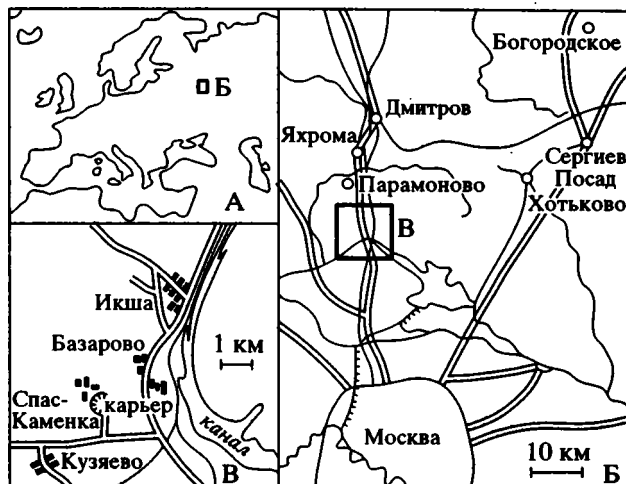 Б
А
Икша
Базарово
1 км
Спас-
Каменка
карьер
канал
Кузяево
В
Богородское
Дмитров
Яхрома
Сергиев
Посад
Парамоново
Хотьково
В
Москва
10 км
Б